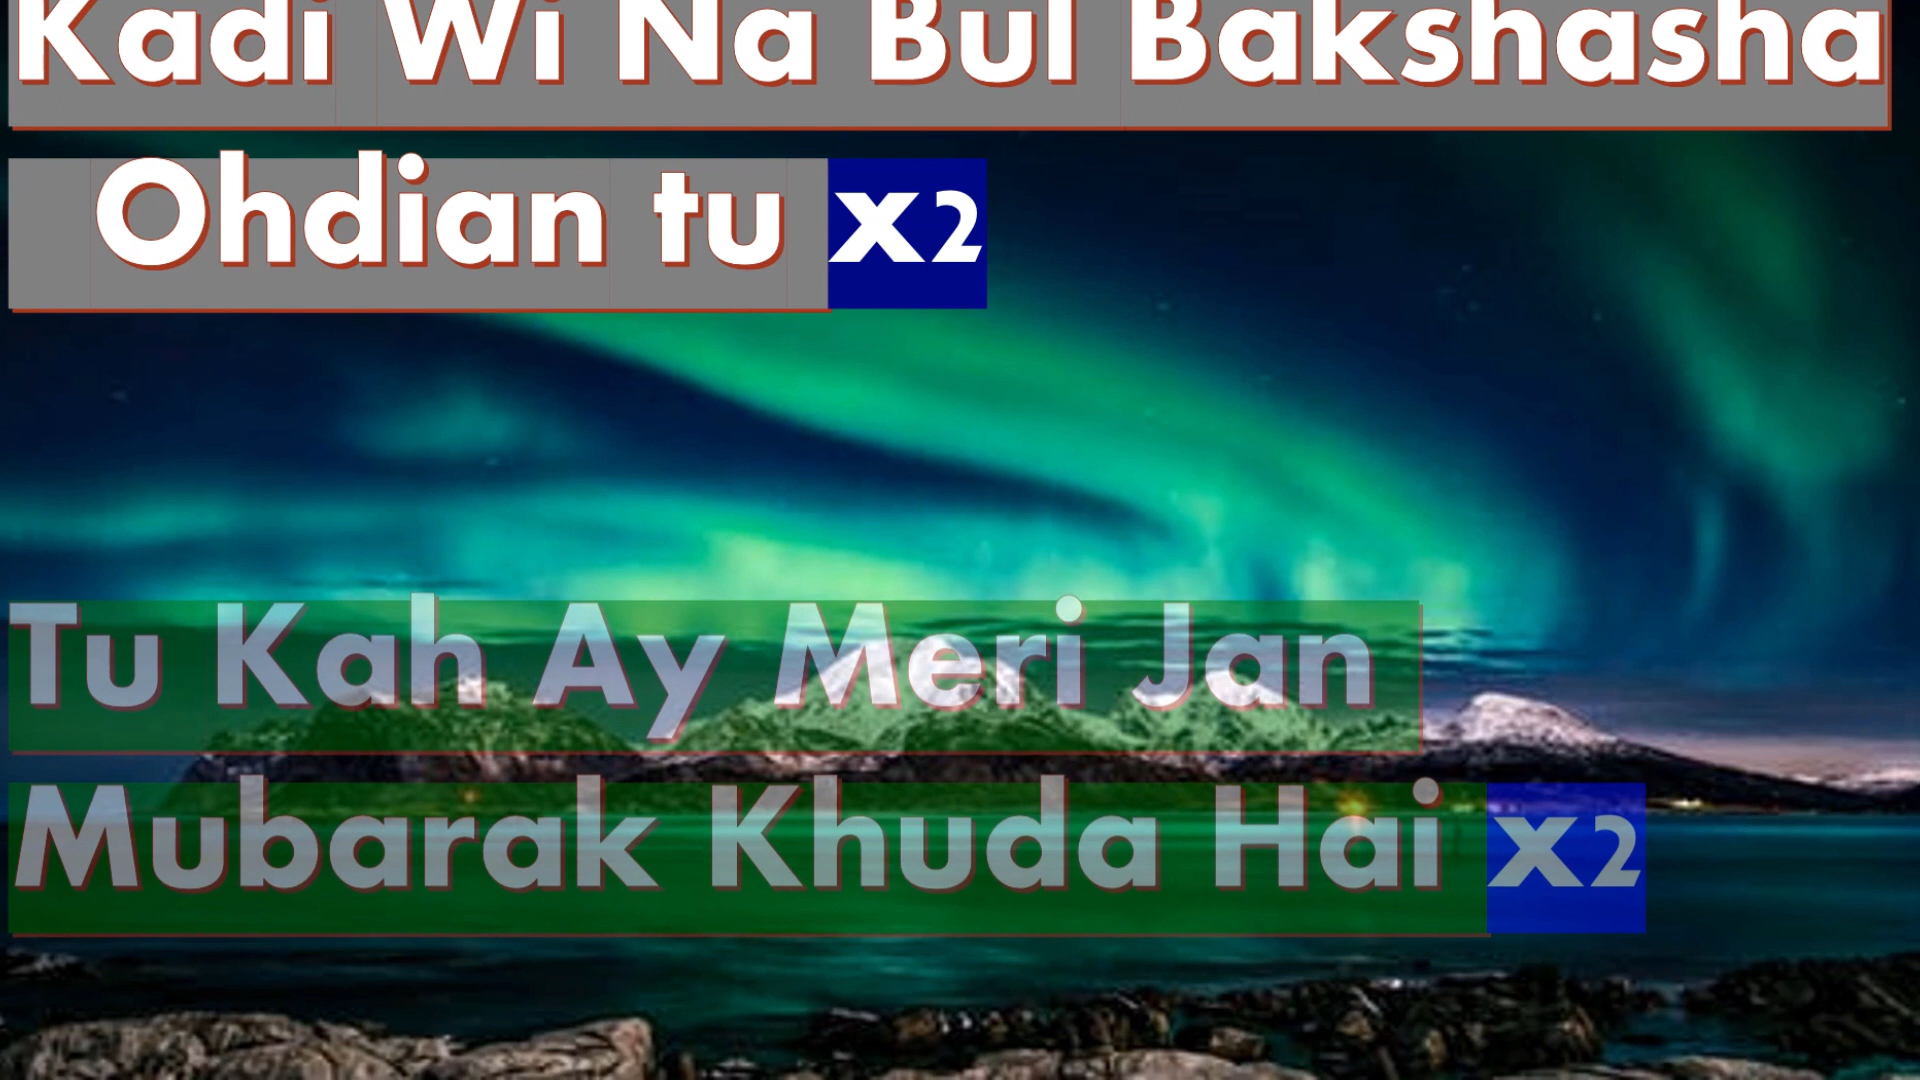 Kadi Wi Na Bul Bakshasha
Ohdian tu x2
Tu Kah Ay Meri Jan
Mubarak Khuda Hai x2